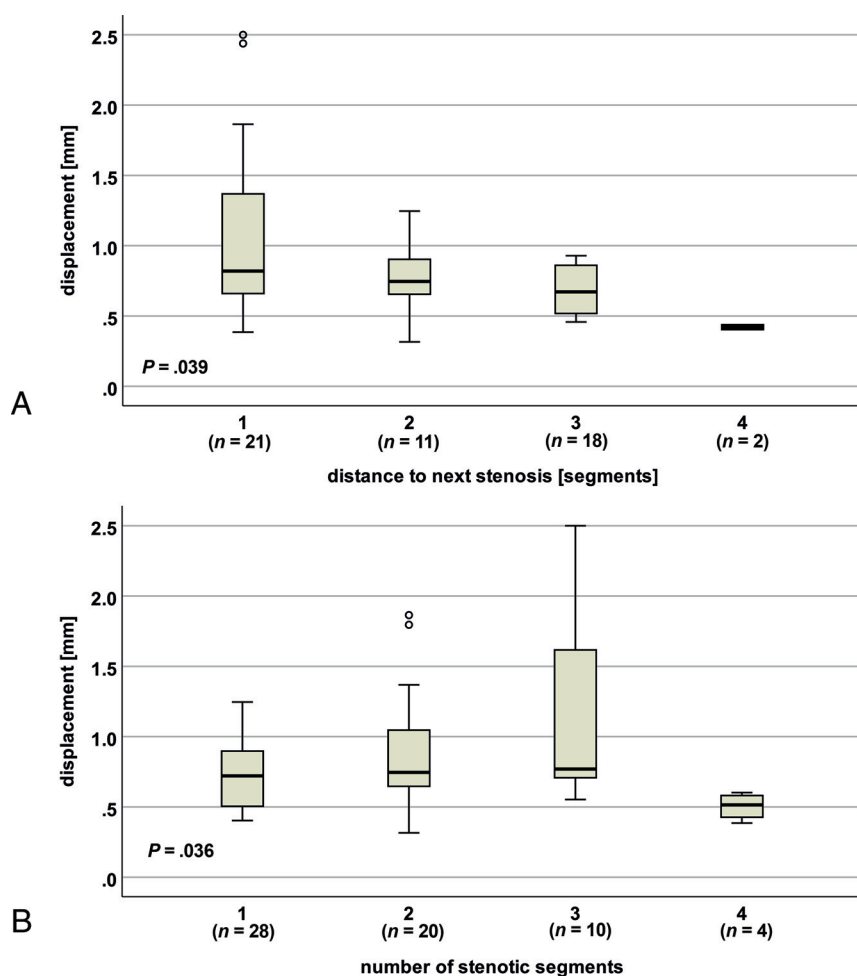 2.5
2.0
1.5
1.0
.5
.0
displacement [mm]
P = .039
A
1 2 3 4
(n = 21) (n = 11) (n = 18) (n = 2)
distance to next stenosis [segments]
2.5
2.0
1.5
1.0
.5
.0
displacement [mm]
P = .036
B
1 2 3 4
(n = 28) (n = 20) (n = 10) (n = 4)
number of stenotic segments